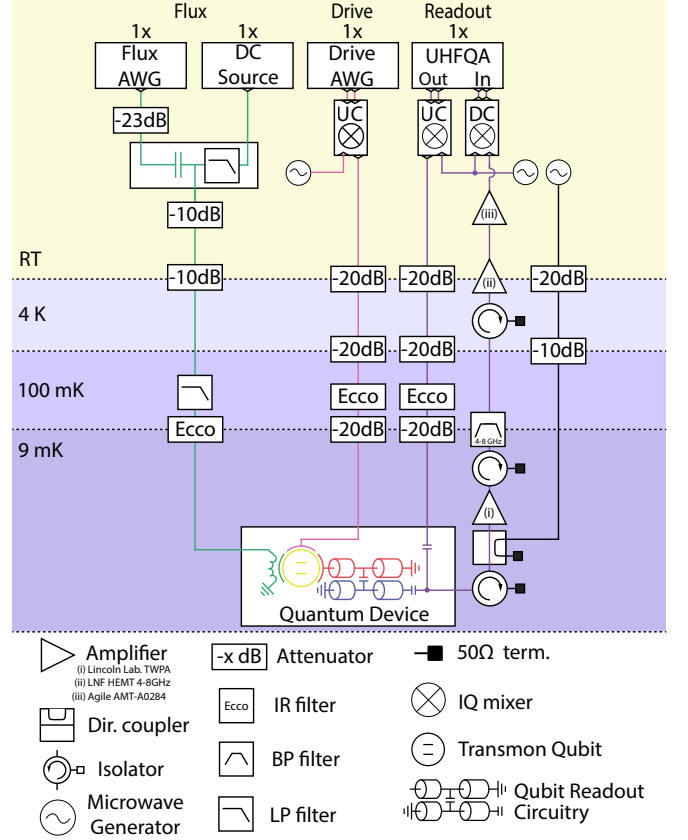 Flux Drive Readout
1x 1x 1x 1x
Flux AWG
DC Source
Drive AWG
UHFQA
Out In
-23dB
UC UC DC
-10dB
(iii)
RT
-10dB -20dB -20dB (ii) -20dB
4 K
-20dB -20dB -10dB
100 mK
Ecco Ecco
Ecco -20dB -20dB 4-8 GHz
9 mK
(i)
Quantum Device
Amplifier
(i) Lincoln Lab. TWPA
(ii) LNF HEMT 4-8GHz
(iii) Agile AMT-A0284
Dir. coupler
Isolator
Microwave
Generator
-x dB Attenuator
Ecco IR filter
BP filter
LP filter
50Ω term.
IQ mixer
Transmon Qubit
Qubit Readout
Circuitry